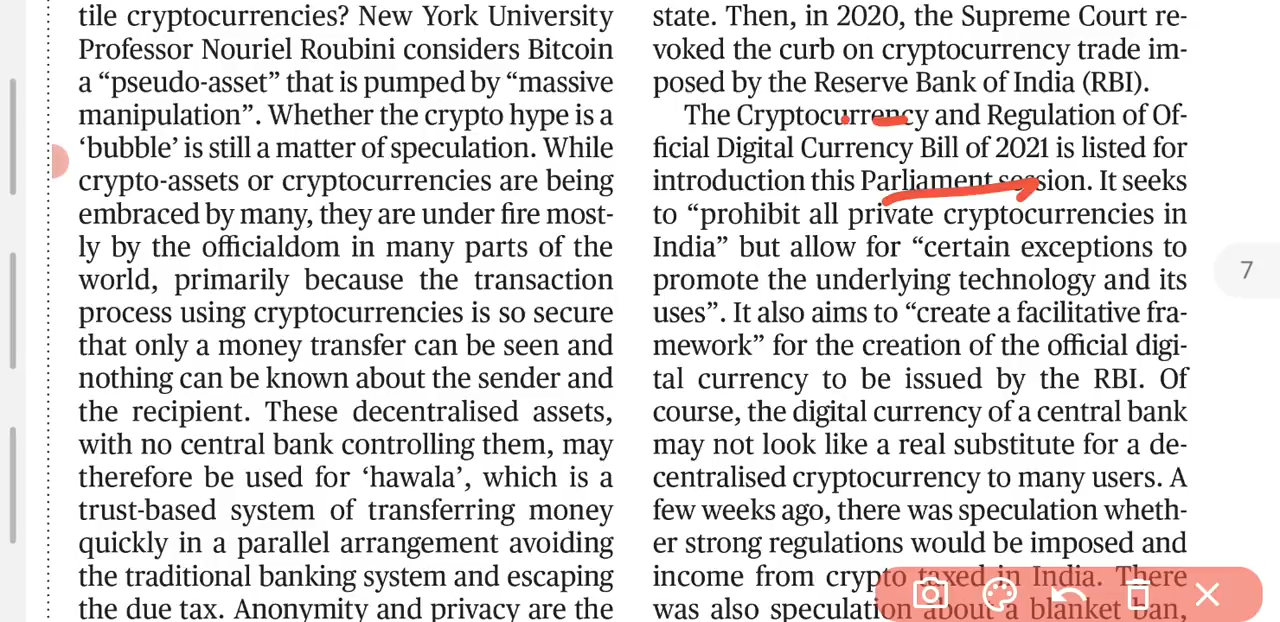 tile cryptocurrencies? New York University
Professor Nouriel Roubini considers Bitcoin
a “pseudo-asset” that is pumped by “massive
manipulation”. Whether the crypto hype is a
‘bubble’ is still a matter of speculation. While
crypto-assets or cryptocurrencies are being
embraced by many, they are under fire most-
ly by the officialdom in many parts of the
world, primarily because the transaction
process using cryptocurrencies is so secure
that only a money transfer can be seen and
nothing can be known about the sender and
the recipient. These decentralised assets,
with no central bank controlling them, may
therefore be used for ‘hawala’, which is a
trust-based system of transferring money
quickly in a parallel arrangement avoiding
the traditional banking system and escaping
the due tax. Anonymity and privacy are the
state. Then, in 2020, the Supreme Court re-
voked the curb on cryptocurrency trade im-
posed by the Reserve Bank of India (RBI).
The Cryptocurrency and Regulation of Of-
ficial Digital Currency Bill of 2021 is listed for
introduction this Parliament session. It seeks
to “prohibit all private cryptocurrencies in
India” but allow for “certain exceptions to
promote the underlying technology and its
uses”. It also aims to “create a facilitative fra-
mework” for the creation of the official digi-
tal currency to be issued by the RBI. Of
course, the digital currency of a central bank
may not look like a real substitute for a de-
centralised cryptocurrency to many users. A
few weeks ago, there was speculation wheth-
er strong regulations would be imposed and
income from crypto taxed in India. There
was also speculation about a blanket ban,
7